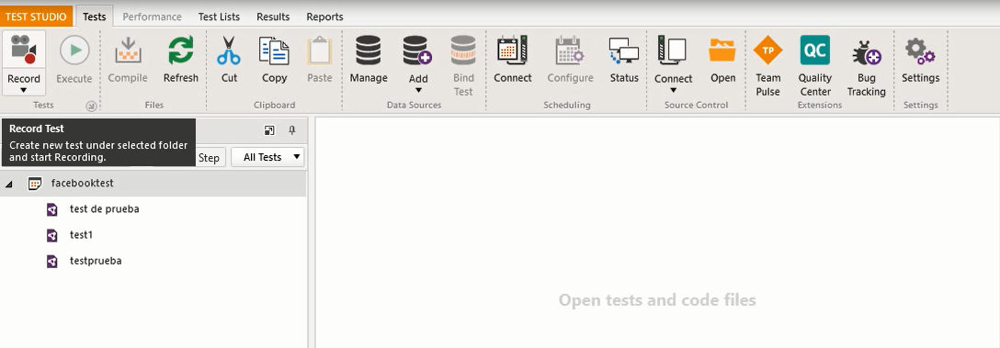 TEST STUDIO Tests Performance Test Lists Results Reports
Record Execute Compile Refresh Cut Copy Paste Manage Add Bind Test Connect Configure Status Connect Open Team Pulse Quality Center Bug Tracking Settings
TP QC
Tests Files Clipboard Data Sources Scheduling Source Control Extensions Settings
Record Test
Create new test under selected folder
and start Recording.
Step All Tests
facebooktest
test de prueba
test1
testprueba
Open tests and code files